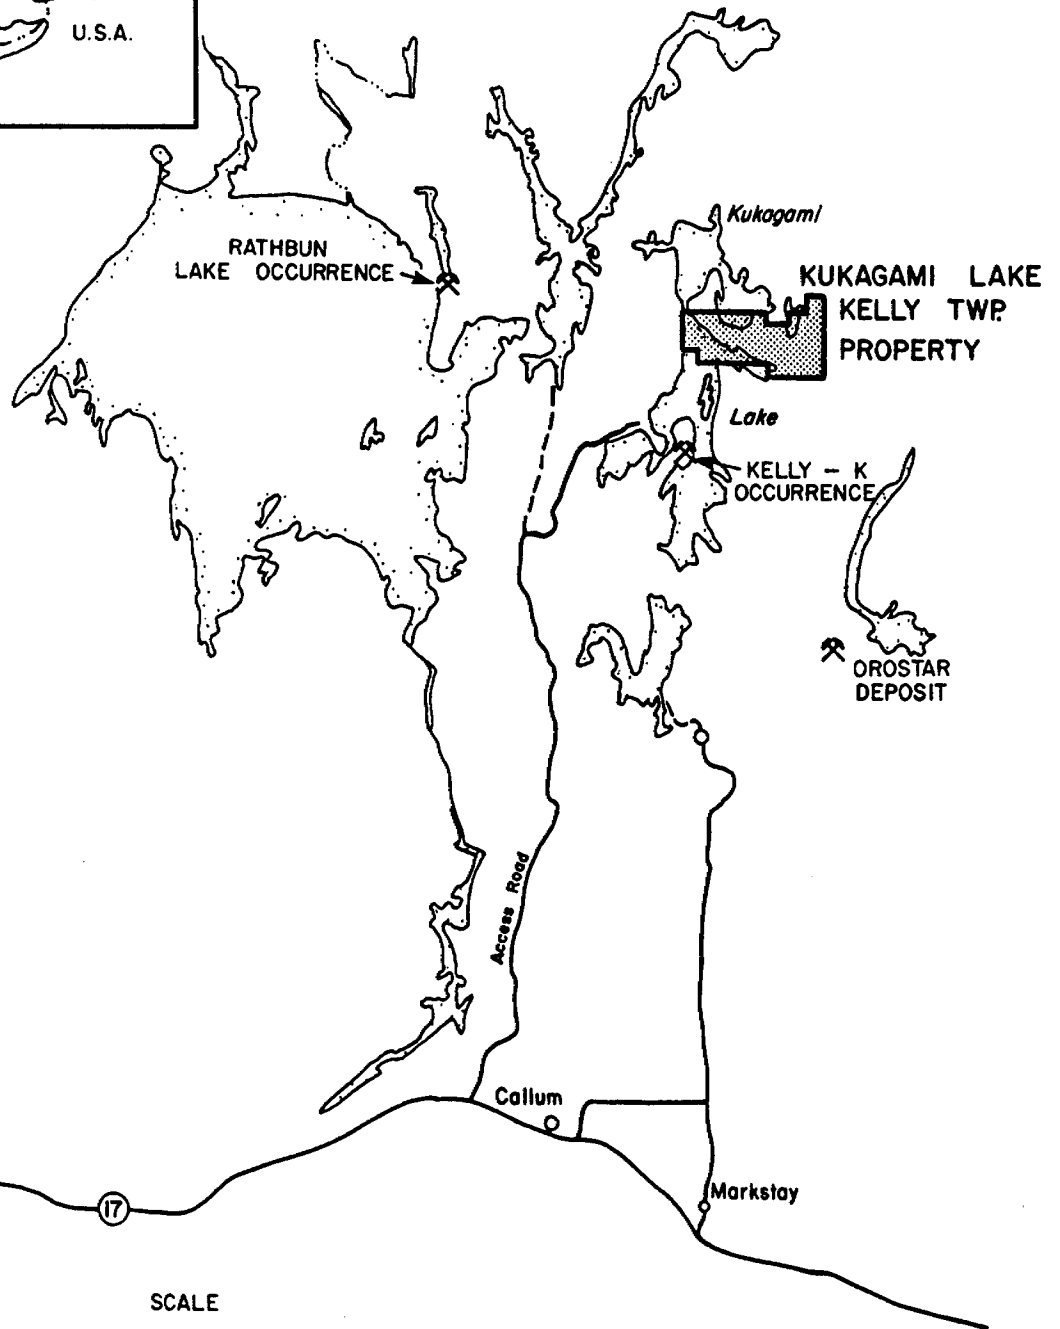 U.S.A.
Kukagami
RATHBUN
LAKE OCCURRENCE
KUKAGAMI LAKE
KELLY TWP.
PROPERTY
Lake
KELLY – K
OCCURRENCE
OROSTAR
DEPOSIT
Access Road
Callum
Markstay
17
SCALE